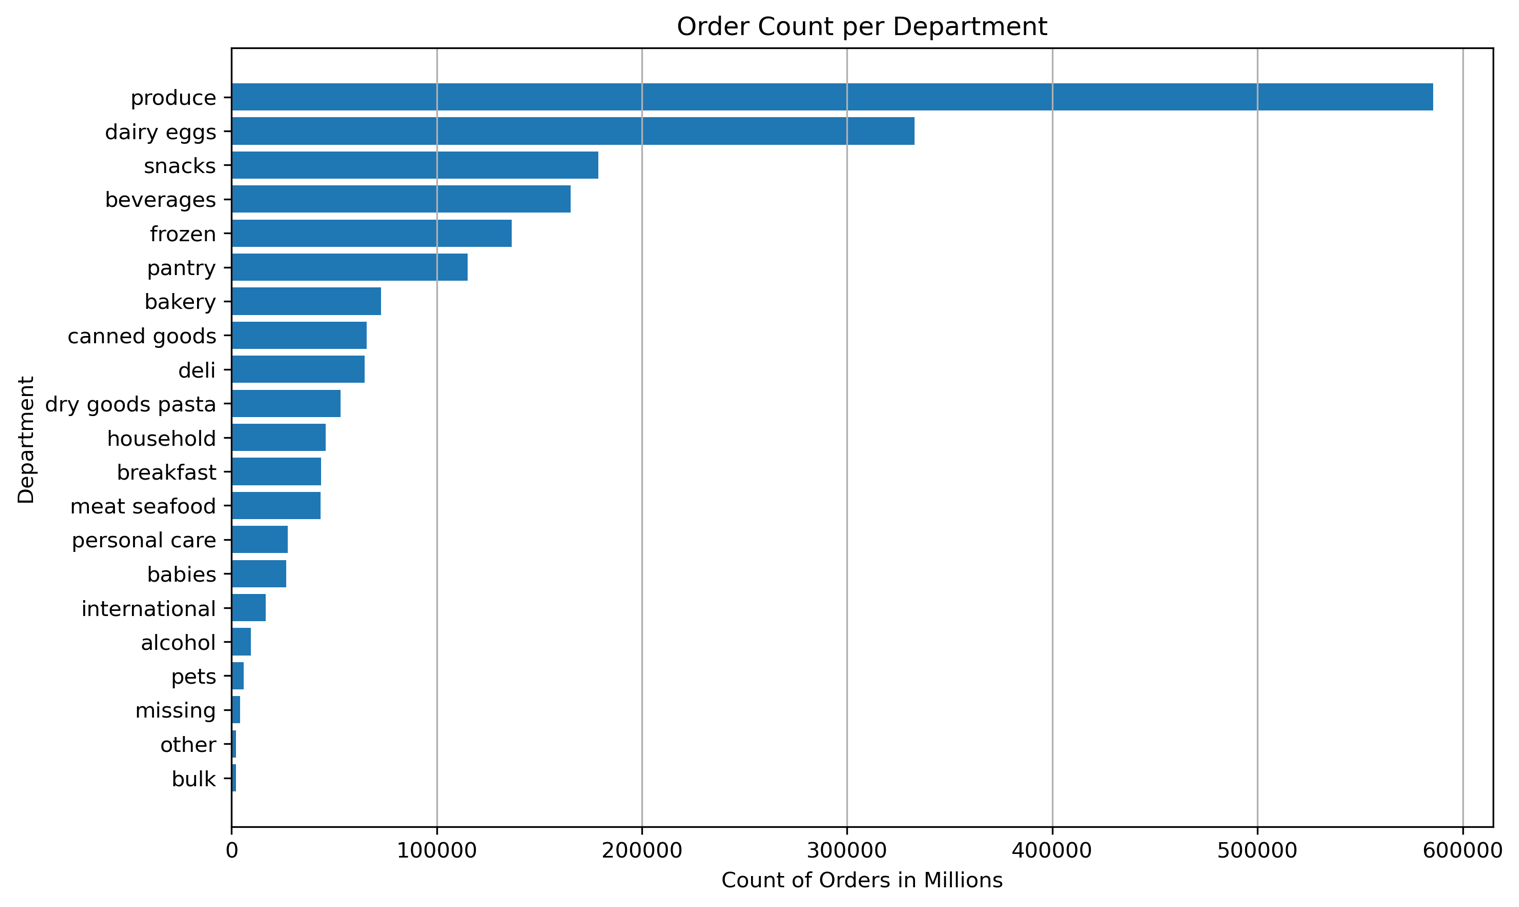 Order Count per Department
produce
dairy eggs
snacks
beverages
frozen
pantry
bakery
canned goods
deli
dry goods pasta
household
breakfast
meat seafood
personal care
babies
international
alcohol
pets
missing
other
bulk
Department
0 100000 200000 300000 400000 500000 600000
Count of Orders in Millions